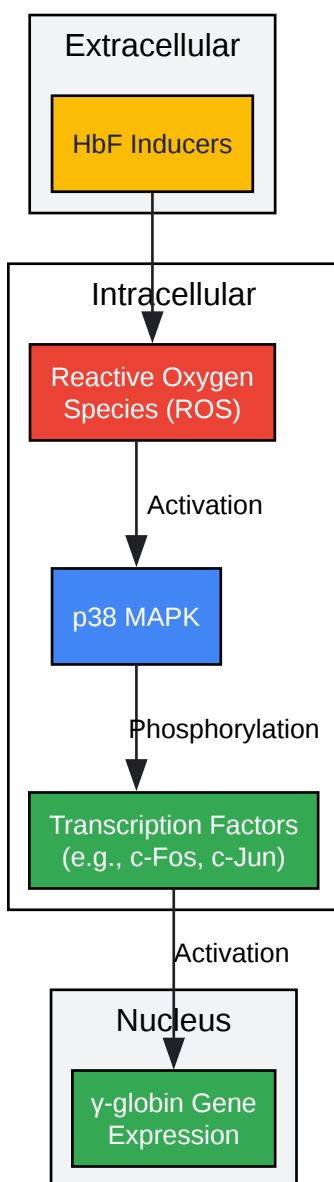 Extracellular
HbF Inducers
Intracellular
Reactive Oxygen
Species (ROS)
Activation
p38 MAPK
Phosphorylation
Transcription Factors
(e.g., c-Fos, c-Jun)
Activation
Nucleus
γ-globin Gene
Expression